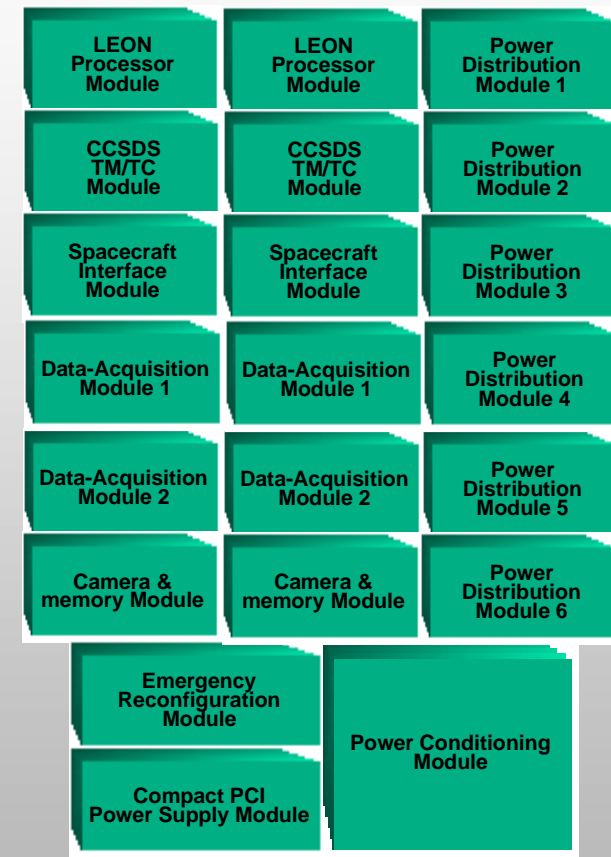 LEON
Processor
Module
LEON
Processor
Module
Power
Distribution
Module 1
CCSDS
TM/TC
Module
CCSDS
TM/TC
Module
Power
Distribution
Module 2
Spacecraft
Interface
Module
Spacecraft
Interface
Module
Power
Distribution
Module 3
Data-Acquisition
Module 1
Data-Acquisition
Module 1
Power
Distribution
Module 4
Data-Acquisition
Module 2
Data-Acquisition
Module 2
Power
Distribution
Module 5
Camera &
memory Module
Camera &
memory Module
Power
Distribution
Module 6
Emergency
Reconfiguration
Module
Power Conditioning
Module
Compact PCI
Power Supply Module